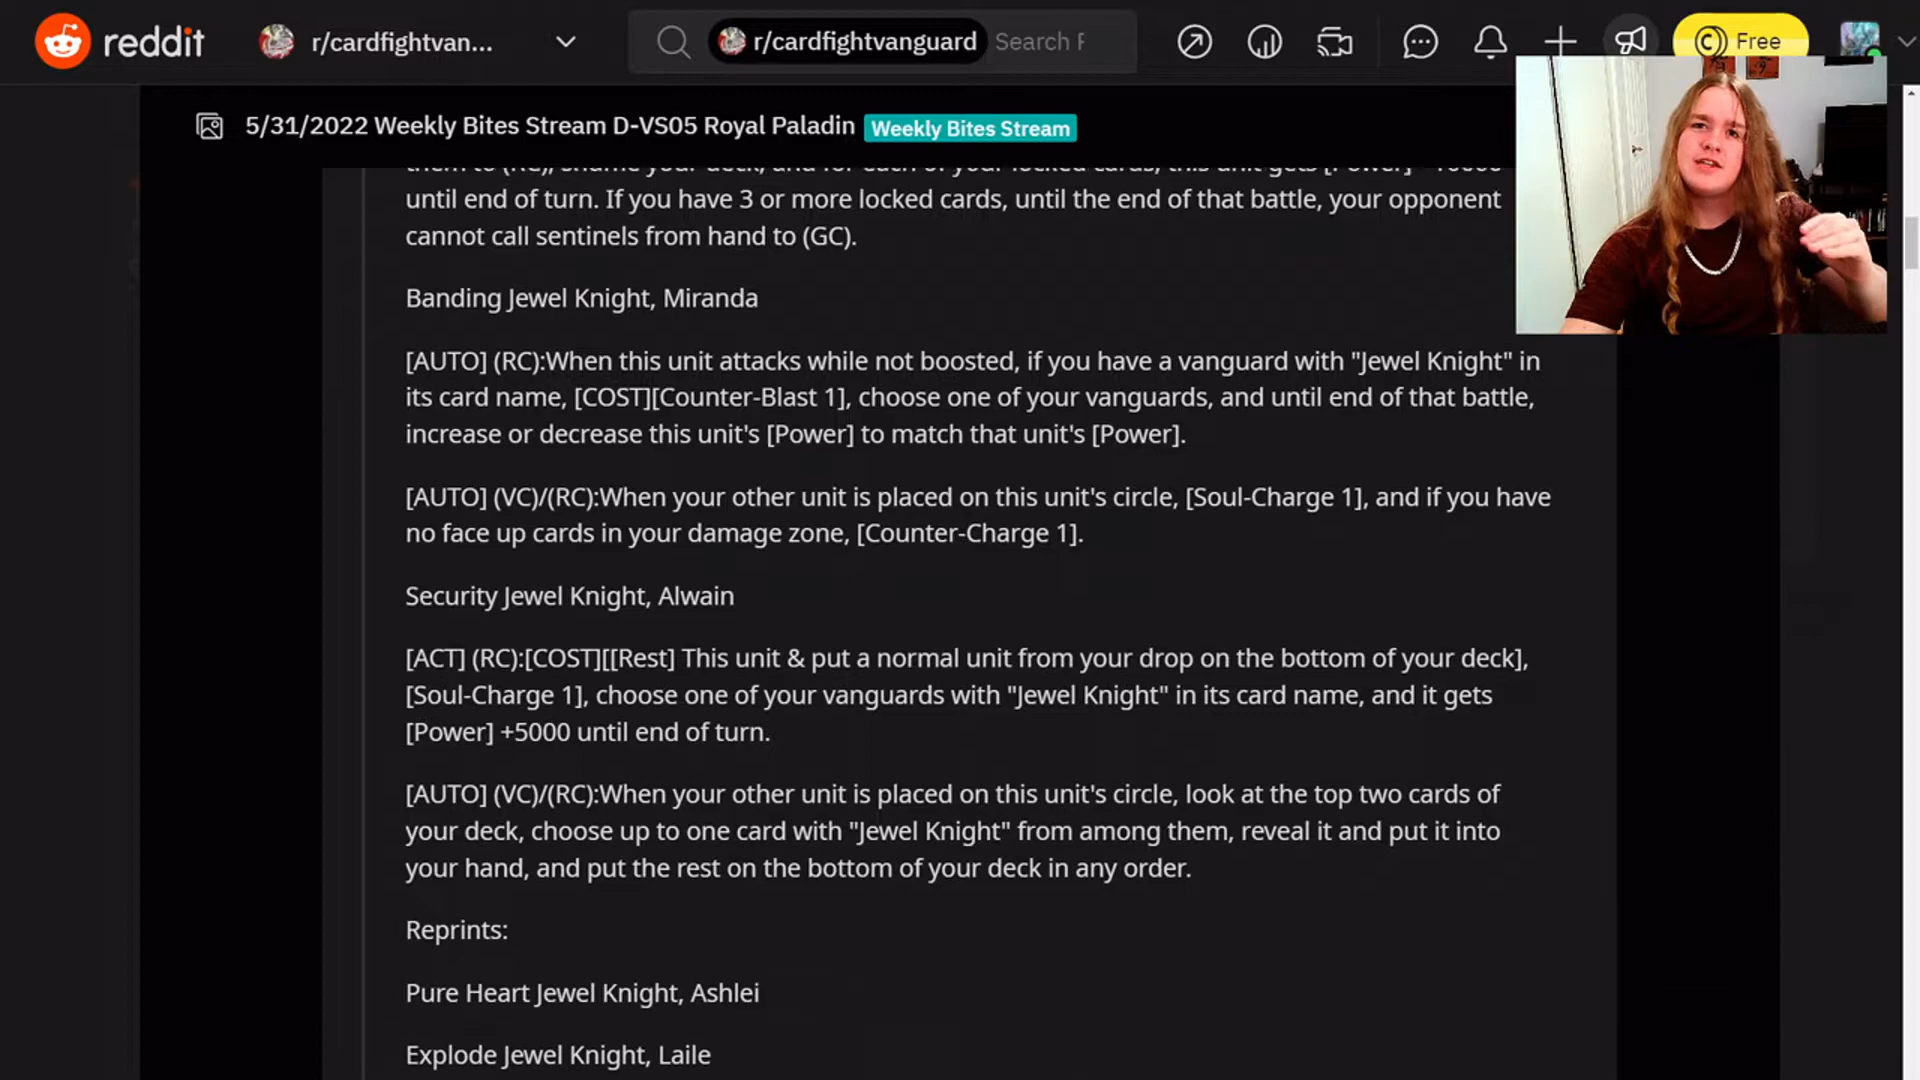 reddit
r/cardfightvan...
r/cardfightvanguard
Search F
Free
5/31/2022 Weekly Bites Stream D-VS05 Royal Paladin
Weekly Bites Stream
until end of turn. If you have 3 or more locked cards, until the end of that battle, your opponent
cannot call sentinels from hand to (GC).
Banding Jewel Knight, Miranda
[AUTO] (RC):When this unit attacks while not boosted, if you have a vanguard with "Jewel Knight" in
its card name, [COST][Counter-Blast 1], choose one of your vanguards, and until end of that battle,
increase or decrease this unit's [Power] to match that unit's [Power].
[AUTO] (VC)/(RC):When your other unit is placed on this unit's circle, [Soul-Charge 1], and if you have
no face up cards in your damage zone, [Counter-Charge 1].
Security Jewel Knight, Alwain
[ACT] (RC):[COST][[Rest] This unit & put a normal unit from your drop on the bottom of your deck],
[Soul-Charge 1], choose one of your vanguards with "Jewel Knight" in its card name, and it gets
[Power] +5000 until end of turn.
[AUTO] (VC)/(RC):When your other unit is placed on this unit's circle, look at the top two cards of
your deck, choose up to one card with "Jewel Knight" from among them, reveal it and put it into
your hand, and put the rest on the bottom of your deck in any order.
Reprints:
Pure Heart Jewel Knight, Ashlei
Explode Jewel Knight, Laile